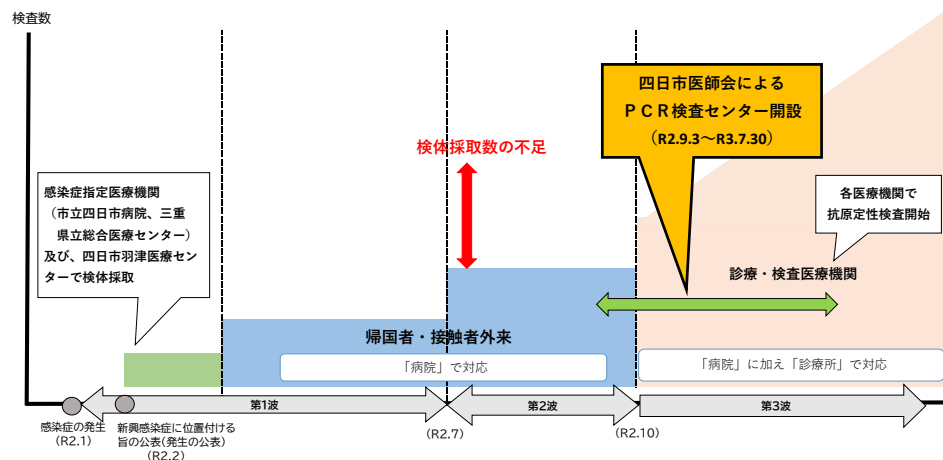 検査数
四日市医師会による
ＰＣＲ検査センター開設
（R2.9.3～R3.7.30）
検体採取数の不足
感染症指定医療機関
（市立四日市病院、三重
県立総合医療センター）
及び、四日市羽津医療セン
ターで検体採取
各医療機関で
抗原定性検査開始
診療・検査医療機関
帰国者・接触者外来
「病院」で対応
「病院」に加え「診療所」で対応
第1波
第2波
第3波
感染症の発生
（R2.1）
新興感染症に位置付ける
旨の公表(発生の公表)
（R2.2）
（R2.7）
（R2.10）